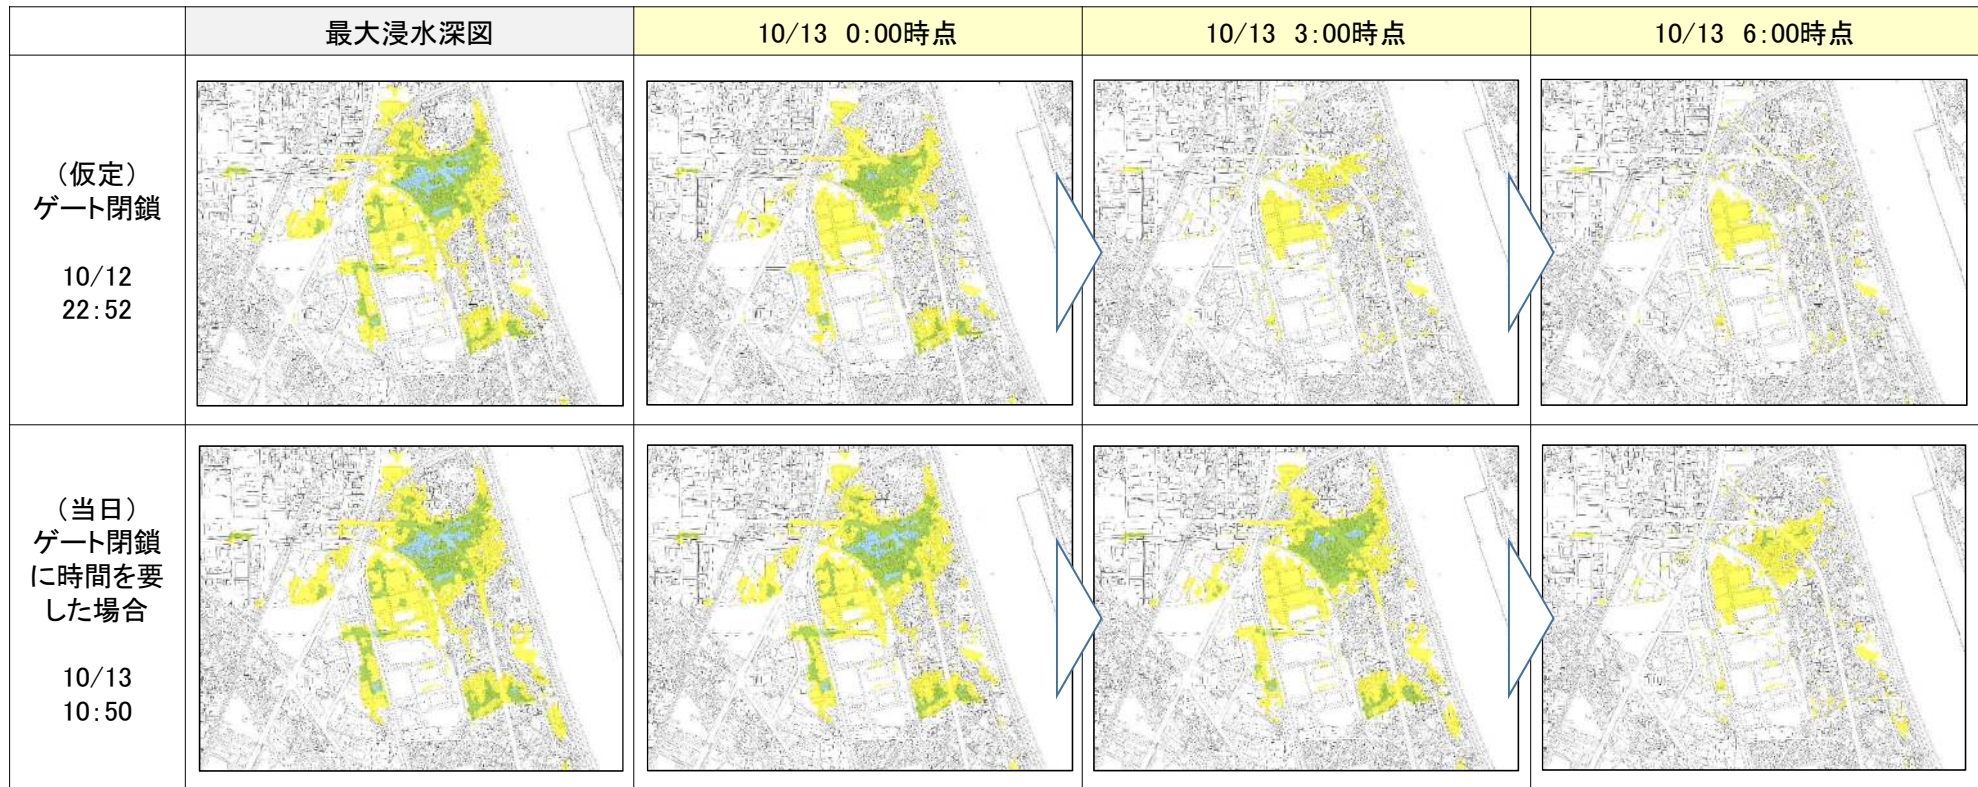 最大浸水深図
10/13 0:00時点
10/13 3:00時点
10/13 6:00時点
（仮定）
ゲート閉鎖
10/12
22:52
（当日）
ゲート閉鎖
に時間を要
した場合
10/13
10:50